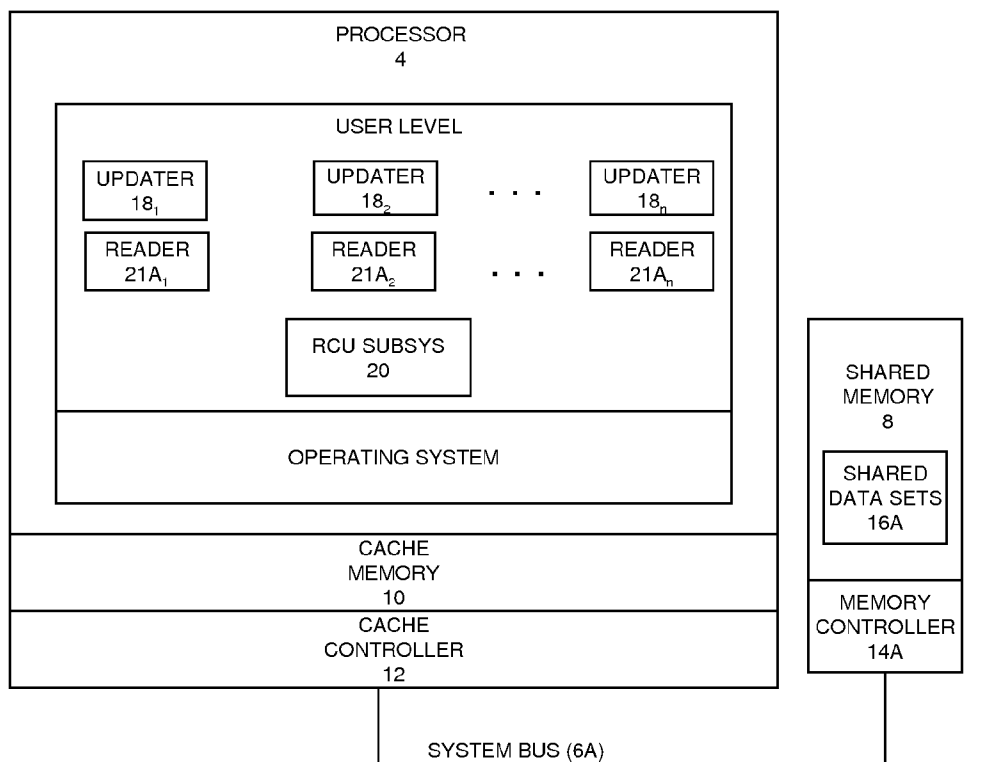 PROCESSOR
4
USER LEVEL
UPDATER
18₁
UPDATER
18₂
. . .
UPDATER
18ₙ
READER
21A₁
READER
21A₂
. . .
READER
21Aₙ
RCU SUBSYS
20
OPERATING SYSTEM
CACHE
MEMORY
10
CACHE
CONTROLLER
12
SHARED
MEMORY
8
SHARED
DATA SETS
16A
MEMORY
CONTROLLER
14A
SYSTEM BUS (6A)